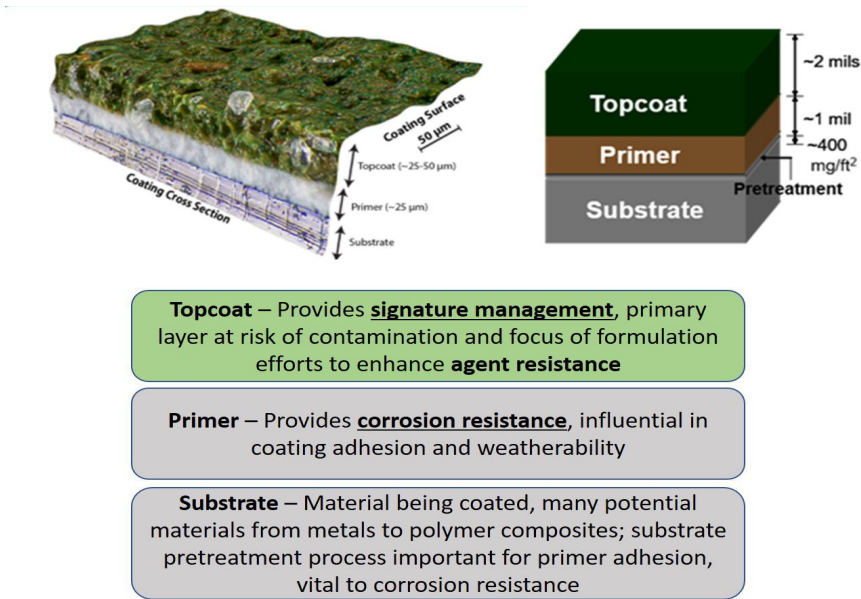 Coating Surface
50 µm
Topcoat (~25-50 µm)
Primer (~25 µm)
Substrate
Coating Cross Section
Topcoat
Primer
Substrate
~2 mils
~1 mil
~400
mg/ft²
Pretreatment
Topcoat – Provides signature management, primary
layer at risk of contamination and focus of formulation
efforts to enhance agent resistance
Primer – Provides corrosion resistance, influential in
coating adhesion and weatherability
Substrate – Material being coated, many potential
materials from metals to polymer composites; substrate
pretreatment process important for primer adhesion,
vital to corrosion resistance